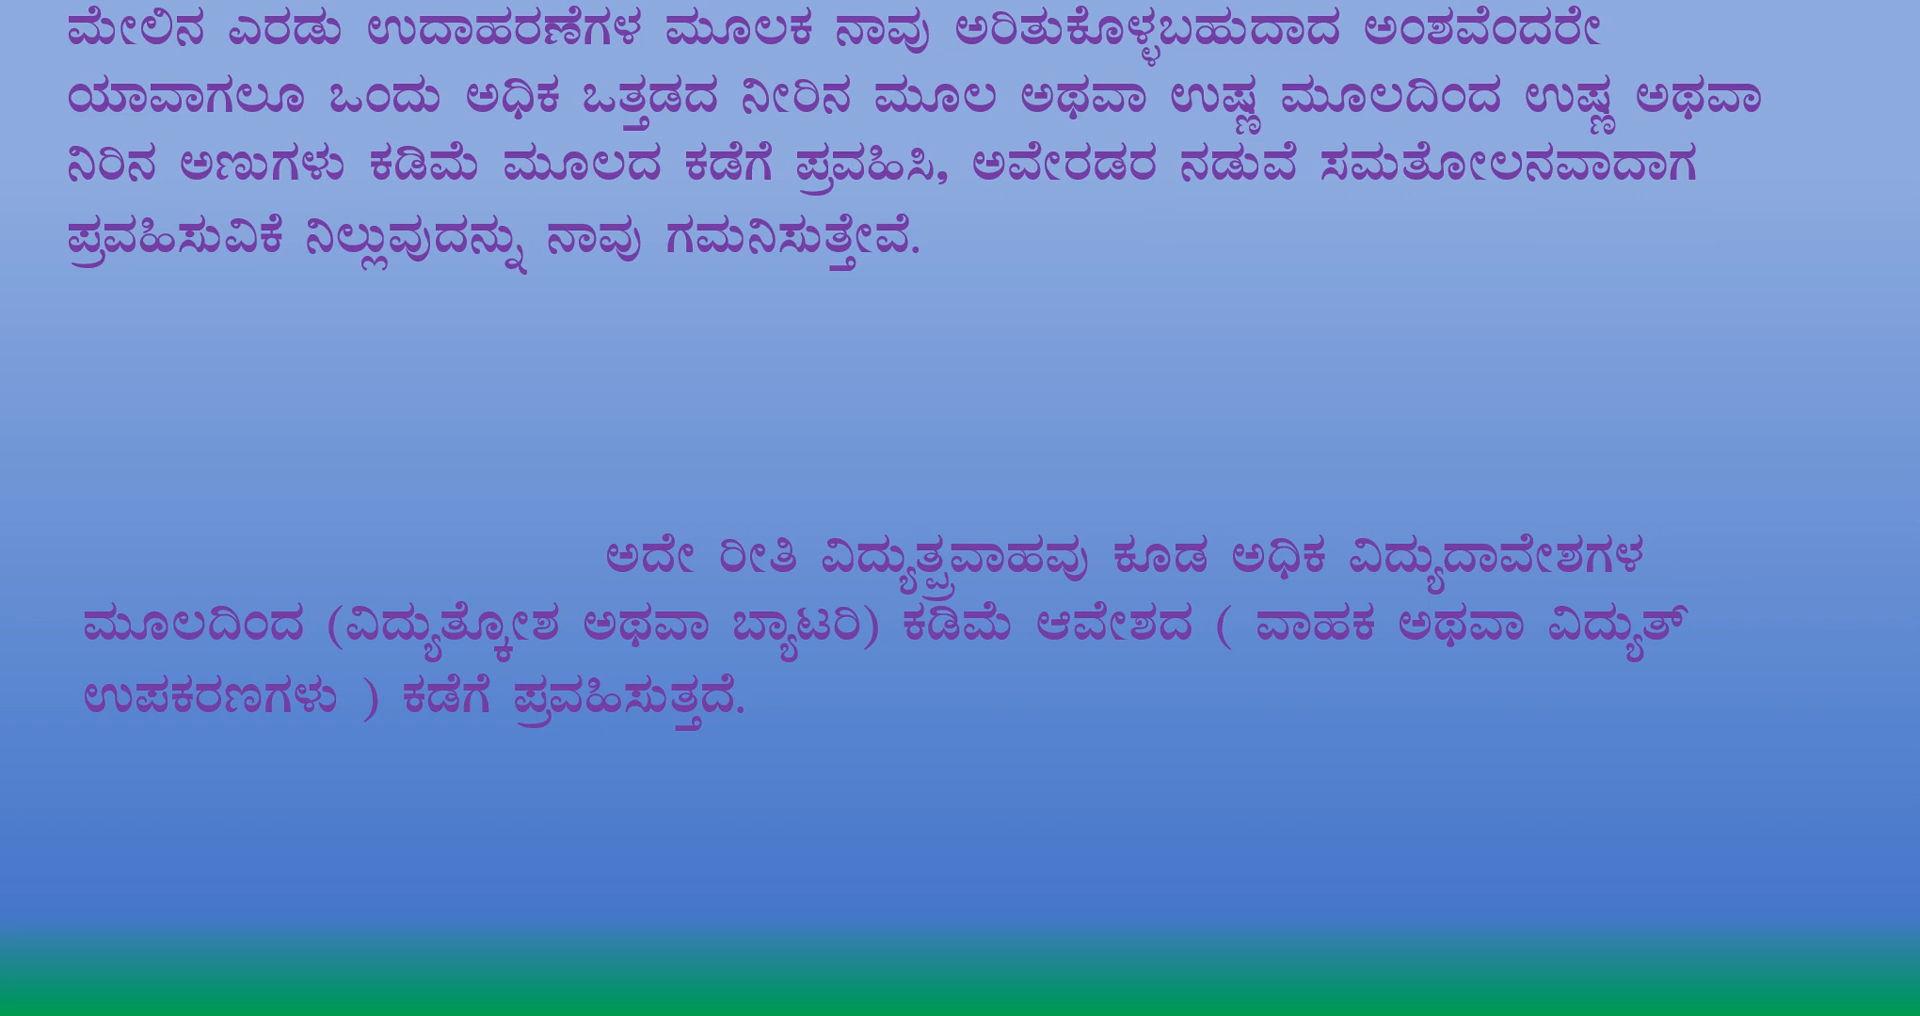 ಮೇಲಿನ ಎರಡು ಉದಾಹರಣೆಗಳ ಮೂಲಕ ನಾವು ಅರಿತುಕೊಳ್ಳಬಹುದಾದ ಅಂಶವೆಂದರೇ
ಯಾವಾಗಲೂ ಒಂದು ಅಧಿಕ ಒತ್ತಡದ ನೀರಿನ ಮೂಲ ಅಥವಾ ಉಷ್ಣ ಮೂಲದಿಂದ ಉಷ್ಣ ಅಥವಾ
ನಿರಿನ ಅಣುಗಳು ಕಡಿಮೆ ಮೂಲದ ಕಡೆಗೆ ಪ್ರವಹಿಸಿ, ಅವೇರಡರ ನಡುವೆ ಸಮತೋಲನವಾದಾಗ
ಪ್ರವಹಿಸುವಿಕೆ ನಿಲ್ಲುವುದನ್ನು ನಾವು ಗಮನಿಸುತ್ತೇವೆ.
ಅದೇ ರೀತಿ ವಿದ್ಯುತ್ಪ್ರವಾಹವು ಕೂಡ ಅಧಿಕ ವಿದ್ಯುದಾವೇಶಗಳ
ಮೂಲದಿಂದ (ವಿದ್ಯುತ್ಕೋಶ ಅಥವಾ ಬ್ಯಾಟರಿ) ಕಡಿಮೆ ಆವೇಶದ ( ವಾಹಕ ಅಥವಾ ವಿದ್ಯುತ್
ಉಪಕರಣಗಳು ) ಕಡೆಗೆ ಪ್ರವಹಿಸುತ್ತದೆ.